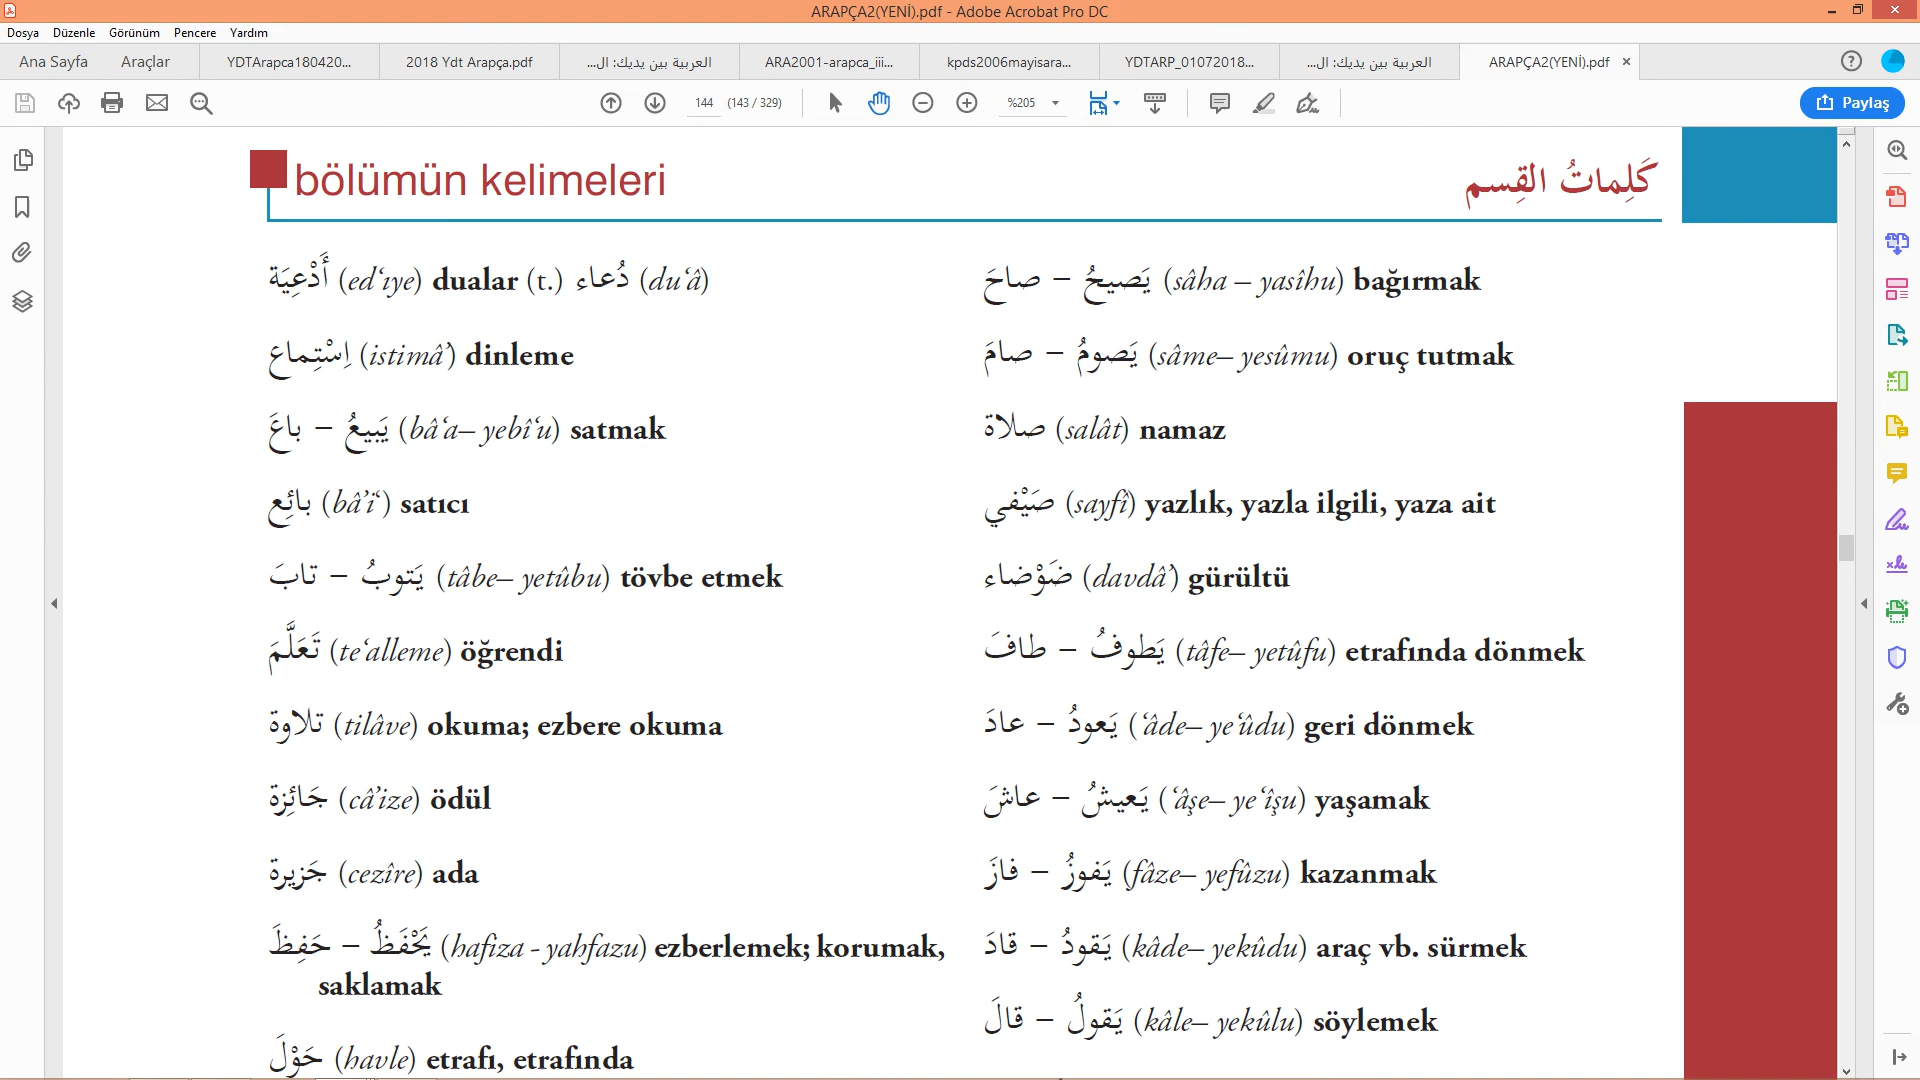 ARAPÇA2(YENİ).pdf - Adobe Acrobat Pro DC
Dosya Düzenle Görünüm Pencere Yardım
Ana Sayfa Araçlar YDTArapca180420... 2018 Ydt Arapça.pdf العربية بين يديك: ال... ARA2001-arapca_iii... kpds2006mayisara... YDTARP_01072018... العربية بين يديك: ال... ARAPÇA2(YENİ).pdf ×
144 (143 / 329) %205 Paylaş
bölümün kelimeleri
كَلِماتُ القِسم
أَدْعِيَة (ed‘ıye) dualar (t.) دُعاء (du‘â)
اِسْتِماع (istimâ‘) dinleme
باعَ – يَبيعُ (bâ‘a– yebî‘u) satmak
بائِع (bâ’i‘) satıcı
تابَ – يَتوبُ (tâbe– yetûbu) tövbe etmek
تَعَلَّمَ (te‘alleme) öğrendi
تلاوة (tilâve) okuma; ezbere okuma
جَائِزة (câ’ize) ödül
جَزيرة (cezîre) ada
حَفِظَ – يَحْفَظُ (hafiza - yahfazu) ezberlemek; korumak,
saklamak
حَوْلَ (havle) etrafı, etrafında
صاحَ – يَصيحُ (sâha – yasîhu) bağırmak
صامَ – يَصومُ (sâme– yesûmu) oruç tutmak
صلاة (salât) namaz
صَيْفي (sayfî) yazlık, yazla ilgili, yaza ait
ضَوْضاء (davdâ’) gürültü
طافَ – يَطوفُ (tâfe– yetûfu) etrafında dönmek
عادَ – يَعودُ (‘âde– ye‘ûdu) geri dönmek
عاشَ – يَعيشُ (‘âşe– ye‘îşu) yaşamak
فازَ – يَفوزُ (fâze– yefûzu) kazanmak
قادَ – يَقودُ (kâde– yekûdu) araç vb. sürmek
قالَ – يَقولُ (kâle– yekûlu) söylemek